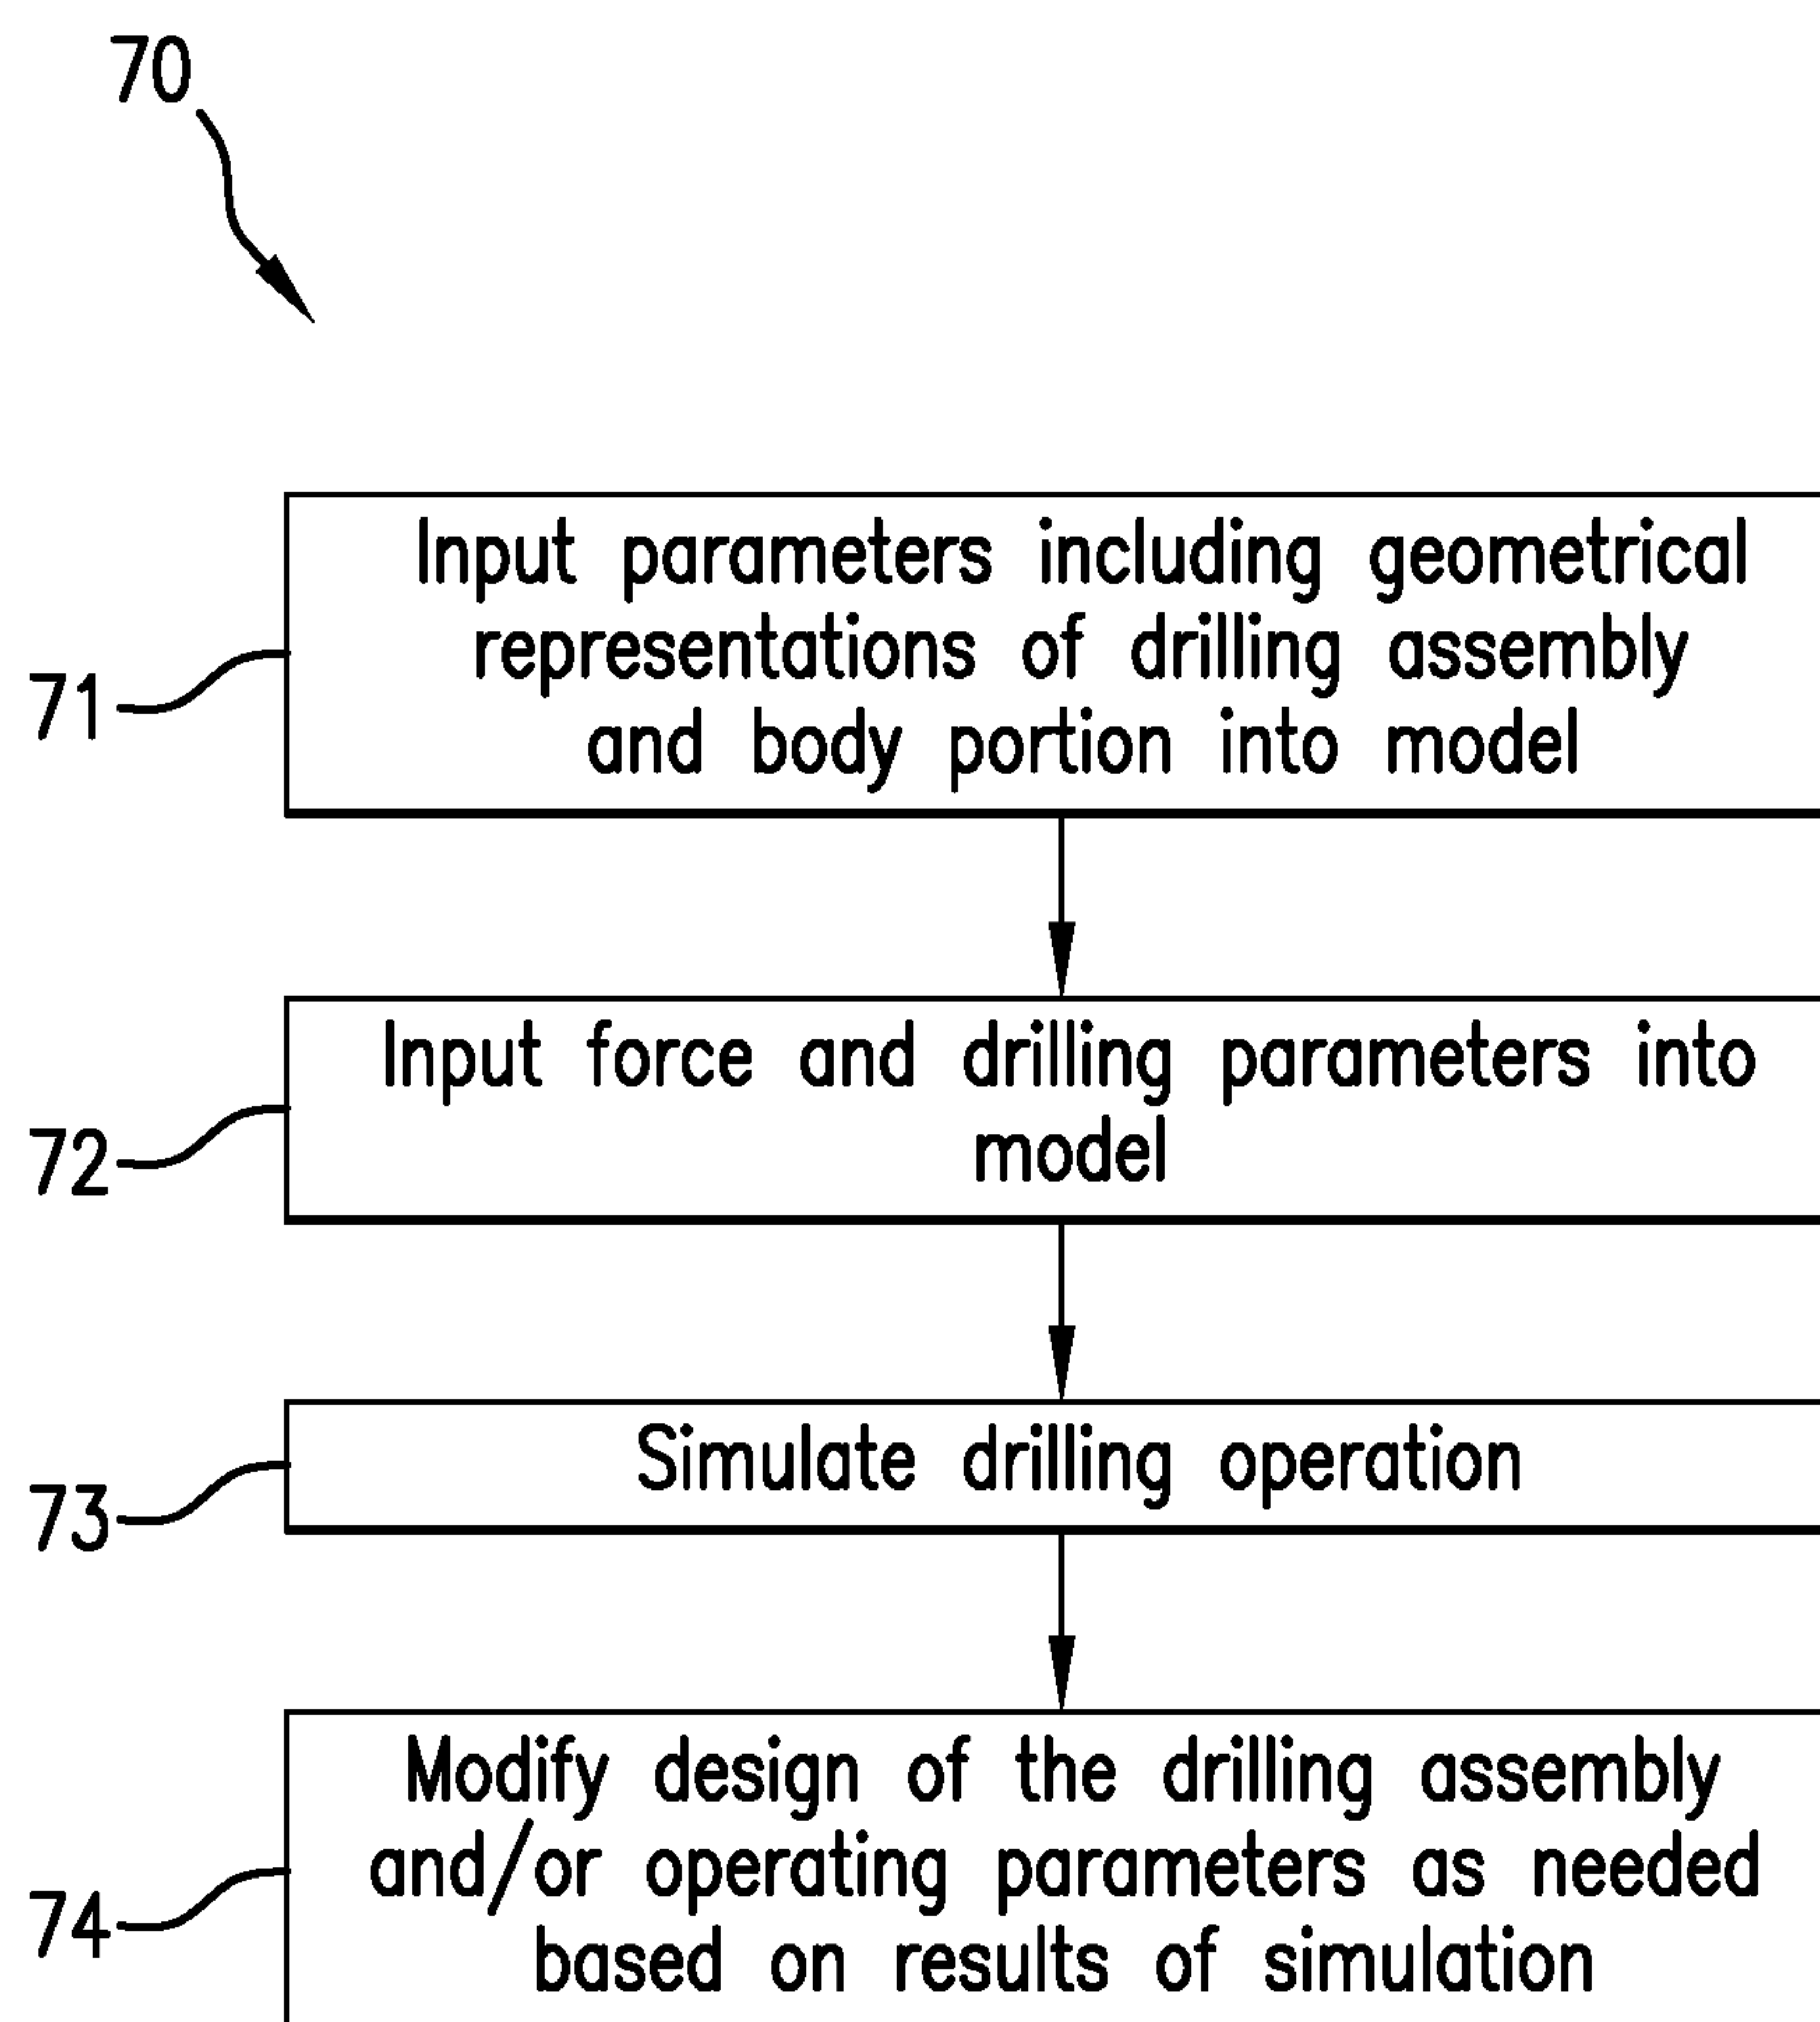 70
Input parameters including geometrical
representations of drilling assembly
and body portion into model
71
Input force and drilling parameters into
model
72
Simulate drilling operation
73
Modify design of the drilling assembly
and/or operating parameters as needed
based on results of simulation
74